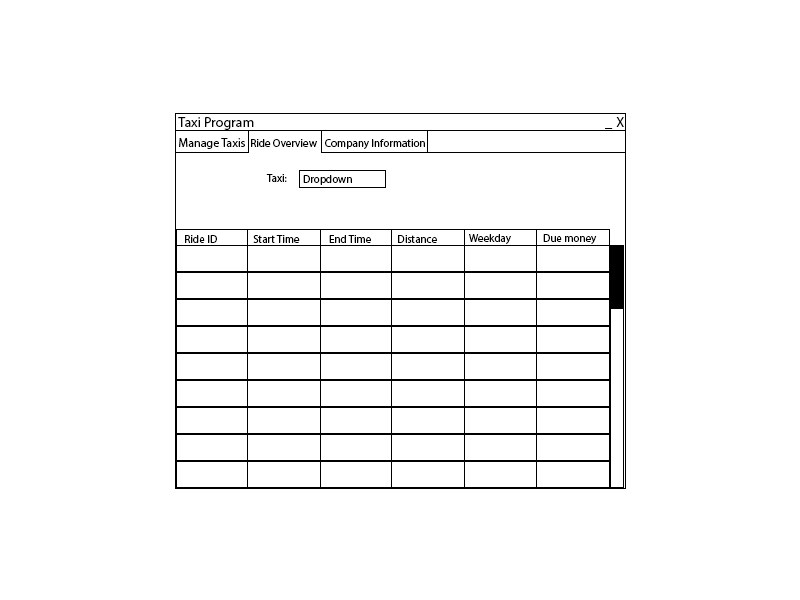 Taxi Program _ X
Manage Taxis Ride Overview Company Information
Taxi: Dropdown
Ride ID Start Time End Time Distance Weekday Due money